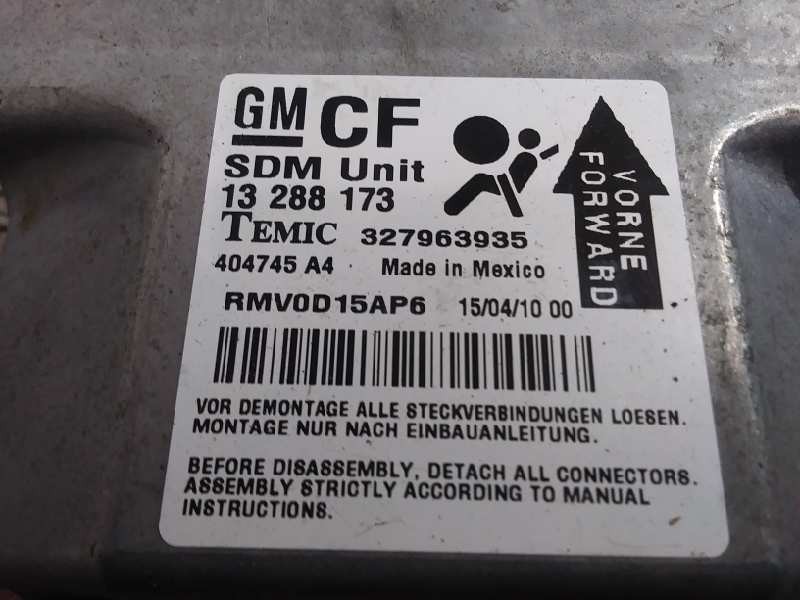 GM CF
SDM Unit
13 288 173
TEMIC 327963935
404745 A4 Made in Mexico
RMV0D15AP6 15/04/10 00
VORNE
FORWARD
VOR DEMONTAGE ALLE STECKVERBINDUNGEN LOESEN.
MONTAGE NUR NACH EINBAUANLEITUNG.
BEFORE DISASSEMBLY, DETACH ALL CONNECTORS.
ASSEMBLY STRICTLY ACCORDING TO MANUAL
INSTRUCTIONS.